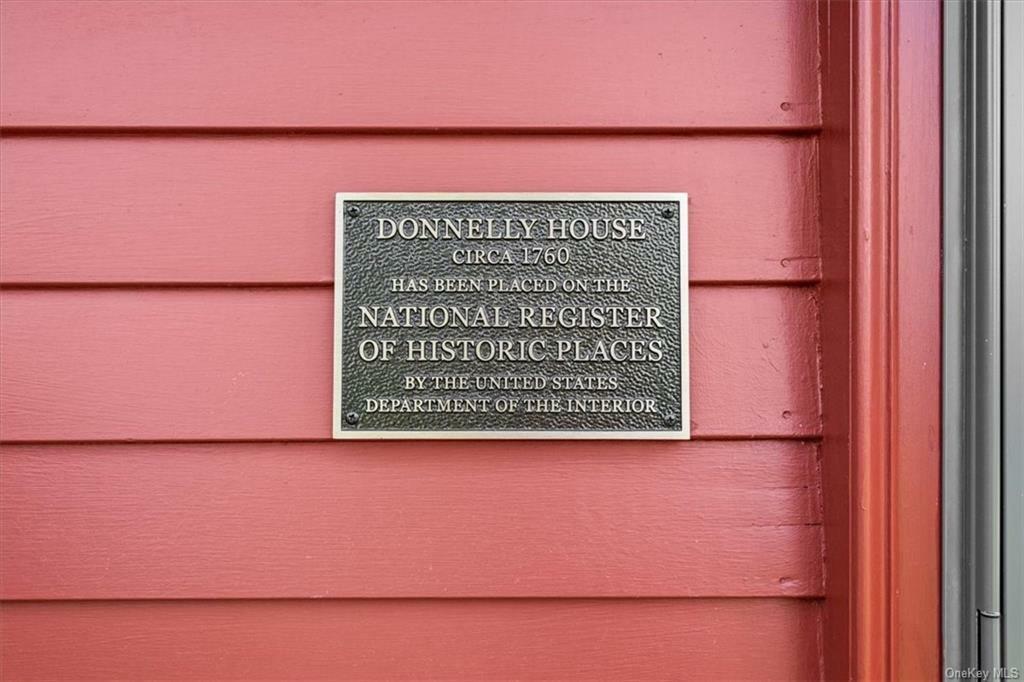 DONNELLY HOUSE
CIRCA 1760
HAS BEEN PLACED ON THE
NATIONAL REGISTER
OF HISTORIC PLACES
BY THE UNITED STATES
DEPARTMENT OF THE INTERIOR
OneKey MLS